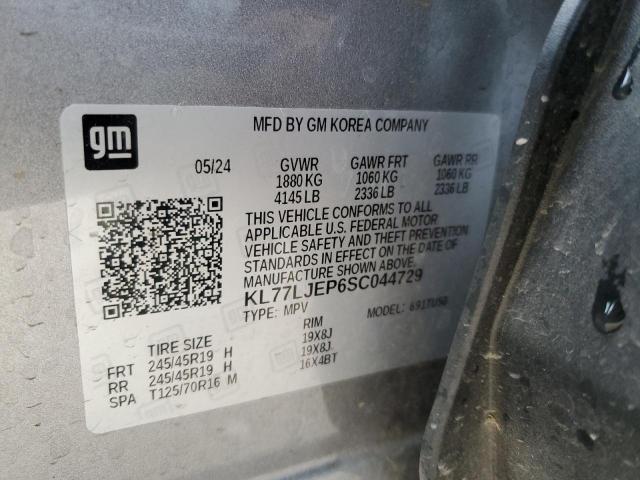 gm
MFD BY GM KOREA COMPANY
05/24 GVWR GAWR FRT GAWR RR
1880 KG 1060 KG 1060 KG
4145 LB 2336 LB 2336 LB
THIS VEHICLE CONFORMS TO ALL
APPLICABLE U.S. FEDERAL MOTOR
VEHICLE SAFETY AND THEFT PREVENTION
STANDARDS IN EFFECT ON THE DATE OF
MANUFACTURE SHOWN ABOVE.
KL77LJEP6SC044729
TYPE: MPV MODEL: 691TU58
TIRE SIZE RIM
FRT 245/45R19 H 19X8J
RR 245/45R19 H 19X8J
SPA T125/70R16 M 16X4BT